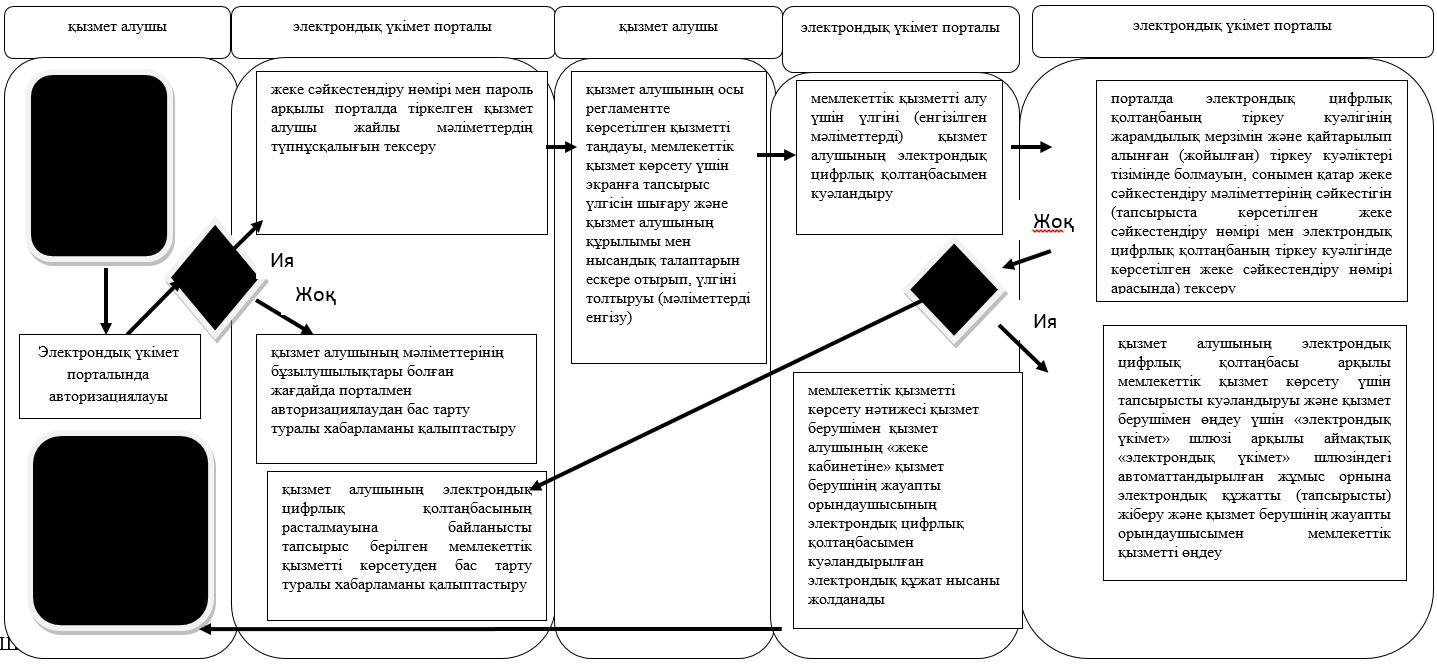 қызмет алушы
электрондық үкімет порталы
қызмет алушы
электрондық үкімет порталы
электрондық үкімет порталы
Электрондық үкімет
порталында
авторизациялауы
жеке сәйкестендіру нөмірі мен пароль
арқылы порталда тіркелген қызмет
алушы жайлы мәліметтердің
түпнұсқалығын тексеру
Ия
Жоқ
қызмет алушының мәліметтерінің
бұзылушылықтары болған
жағдайда порталмен
авторизациялаудан бас тарту
туралы хабарламаны қалыптастыру
қызмет алушының электрондық
цифрлық қолтаңбасының
расталмауына байланысты
тапсырыс берілген мемлекеттік
қызметті көрсетуден бас тарту
туралы хабарламаны қалыптастыру
қызмет алушының осы
регламентте
көрсетілген қызметті
таңдауы, мемлекеттік
қызмет көрсету үшін
экранға тапсырыс
үлгісін шығару және
қызмет алушының
құрылымы мен
нысандық талаптарын
ескере отырып, үлгіні
толтыруы (мәліметтерді
енгізу)
мемлекеттік қызметті алу
үшін үлгіні (енгізілген
мәліметтерді) қызмет
алушының электрондық
цифрлық қолтаңбасымен
куәландыру
мемлекеттік қызметті
көрсету нәтижесі қызмет
берушімен қызмет
алушының «жеке
кабинетіне» қызмет
берушінің жауапты
орындаушысының
электрондық цифрлық
қолтаңбасымен
куәландырылған
электрондық құжат нысаны
жолданады
Жоқ
Ия
порталда электрондық цифрлық
қолтаңбаның тіркеу куәлігінің
жарамдылық мерзімін және қайтарылып
алынған (жойылған) тіркеу куәліктері
тізімінде болмауын, сонымен қатар жеке
сәйкестендіру мәліметтерінің сәйкестігін
(тапсырыста көрсетілген жеке
сәйкестендіру нөмірі мен электрондық
цифрлық қолтаңбаның тіркеу куәлігінде
көрсетілген жеке сәйкестендіру нөмірі
арасында) тексеру
қызмет алушының электрондық
цифрлық қолтаңбасы арқылы
мемлекеттік қызмет көрсету үшін
тапсырысты куәландыруы және қызмет
берушімен өңдеу үшін «электрондық
үкімет» шлюзі арқылы аймақтық
«электрондық үкімет» шлюзіндегі
автоматтандырылған жұмыс орнына
электрондық құжатты (тапсырысты)
жіберу және қызмет берушінің жауапты
орындаушысымен мемлекеттік
қызметті өңдеу